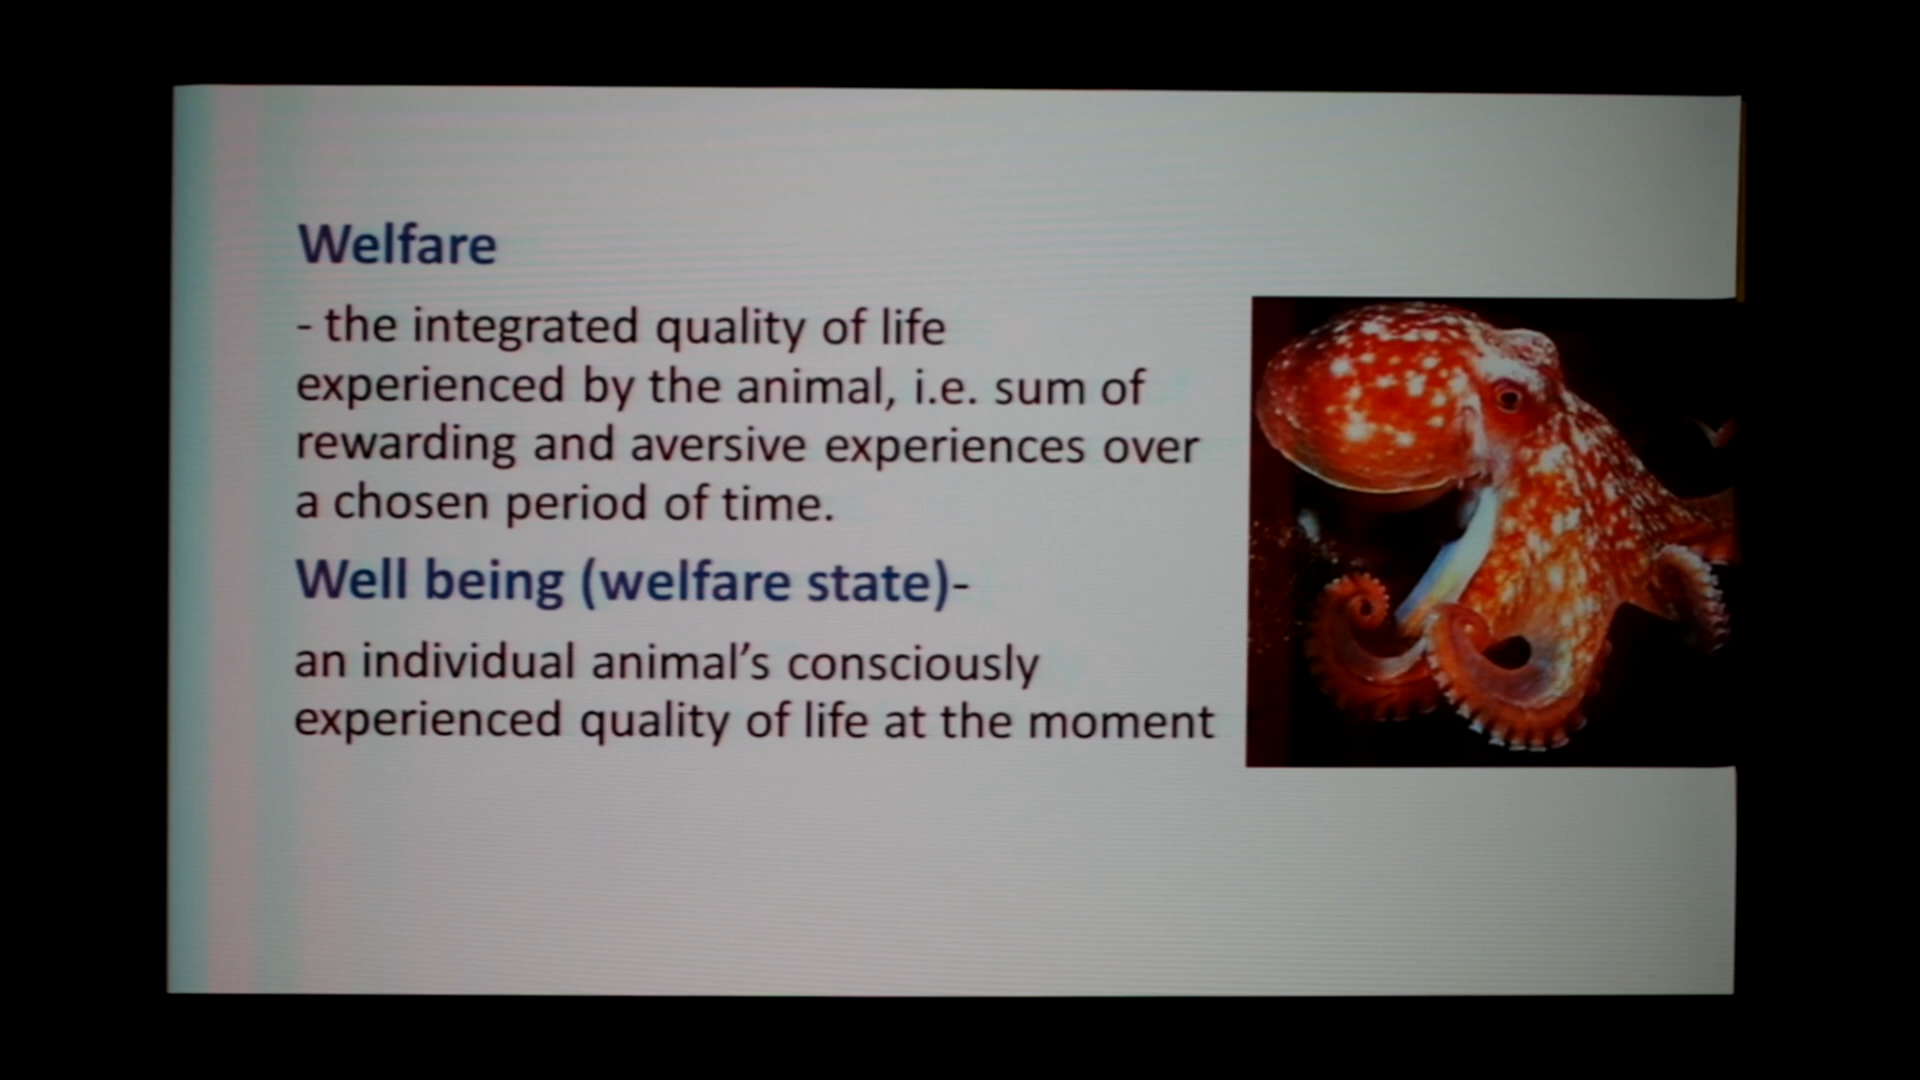 Welfare
- the integrated quality of life
experienced by the animal, i.e. sum of
rewarding and aversive experiences over
a chosen period of time.
Well being (welfare state)-
an individual animal’s consciously
experienced quality of life at the moment